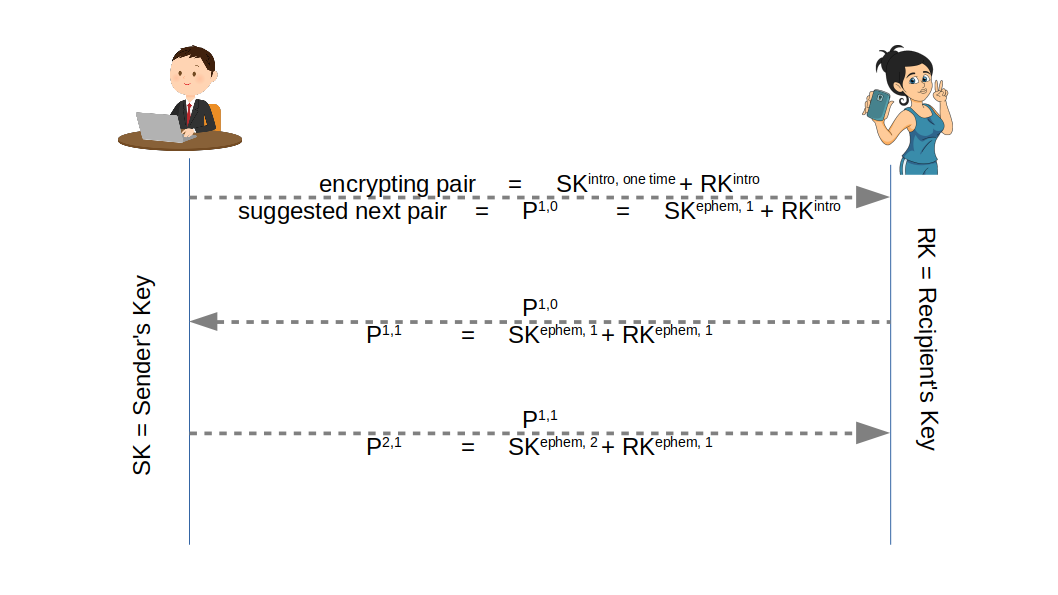 encrypting pair = SK^intro, one time + RK^intro
suggested next pair = P^1,0 = SK^ephem, 1 + RK^intro
P^1,0
P^1,1 = SK^ephem, 1 + RK^ephem, 1
P^1,1
P^2,1 = SK^ephem, 2 + RK^ephem, 1
SK = Sender's Key
RK = Recipient's Key